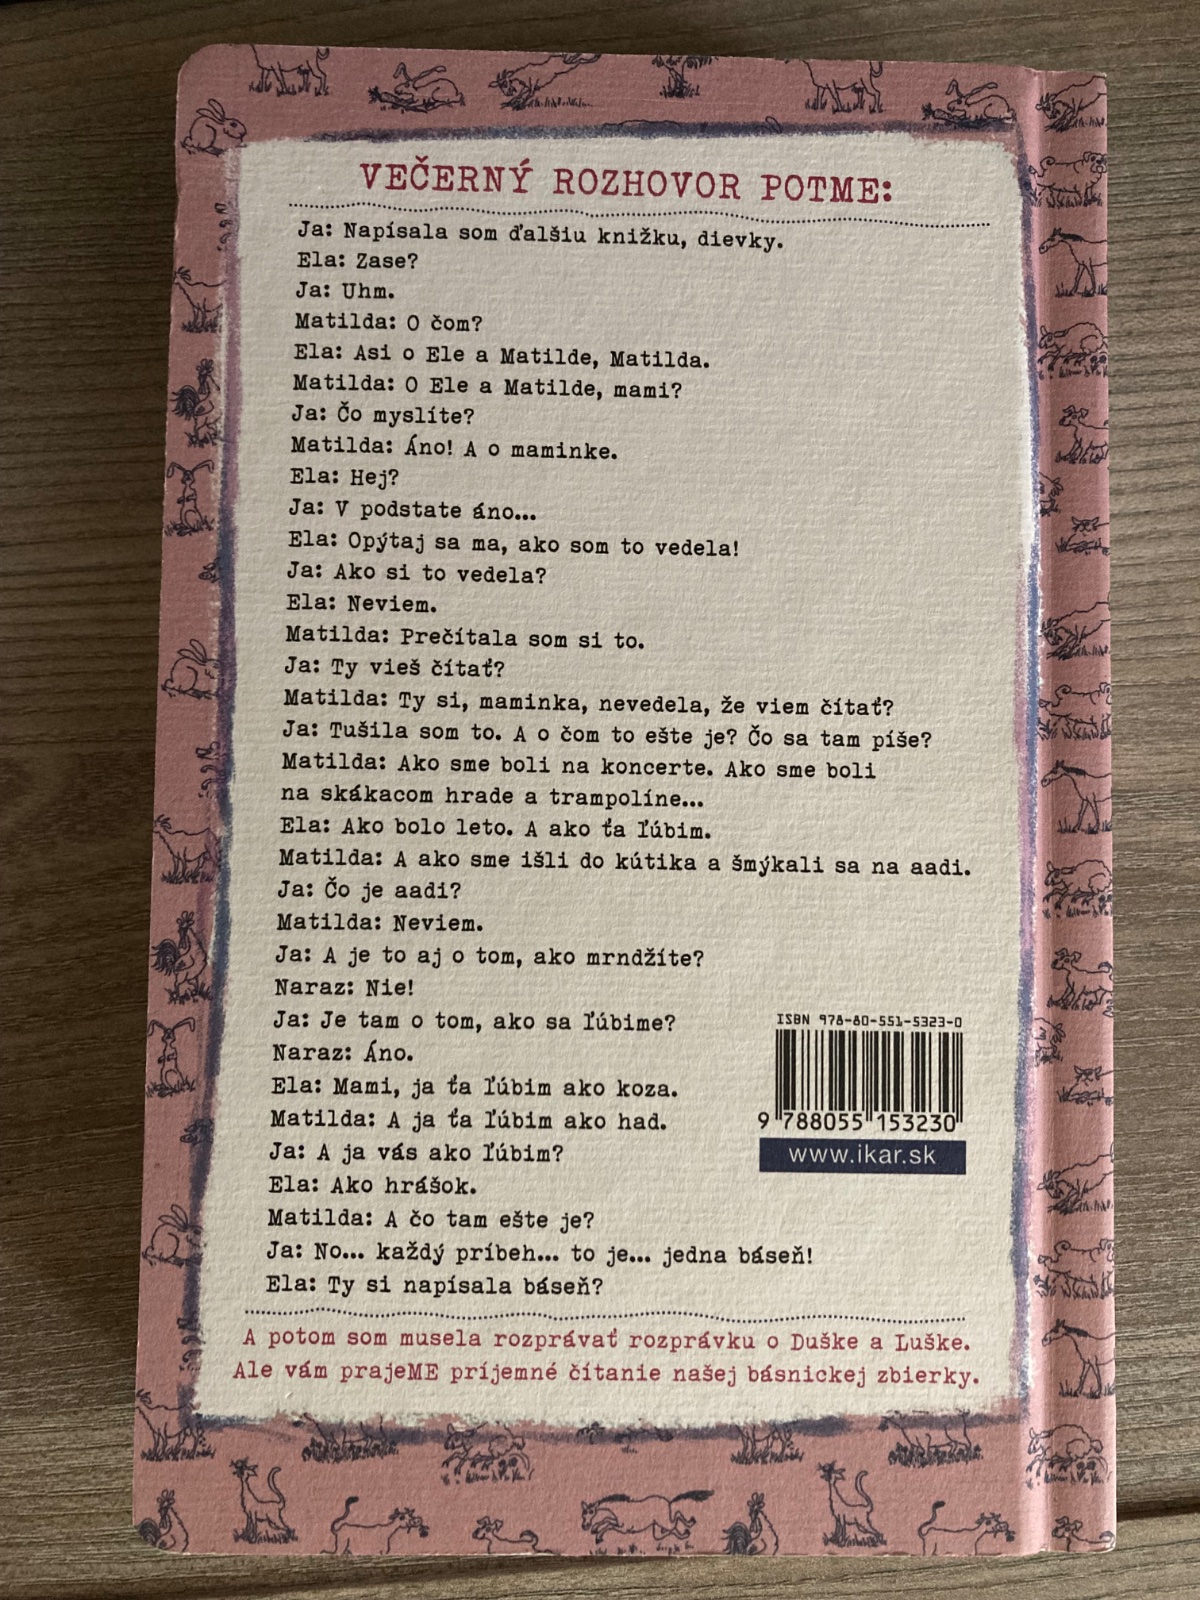 VEČERNÝ ROZHOVOR POTME:
Ja: Napísala som ďalšiu knižku, dievky.
Ela: Zase?
Ja: Uhm.
Matilda: O čom?
Ela: Asi o Ele a Matilde, Matilda.
Matilda: O Ele a Matilde, mami?
Ja: Čo myslíte?
Matilda: Áno! A o maminke.
Ela: Hej?
Ja: V podstate áno...
Ela: Opýtaj sa ma, ako som to vedela!
Ja: Ako si to vedela?
Ela: Neviem.
Matilda: Prečítala som si to.
Ja: Ty vieš čítať?
Matilda: Ty si, maminka, nevedela, že viem čítať?
Ja: Tušila som to. A o čom to ešte je? Čo sa tam píše?
Matilda: Ako sme boli na koncerte. Ako sme boli
na skákacom hrade a trampolíne...
Ela: Ako bolo leto. A ako ťa ľúbim.
Matilda: A ako sme išli do kútika a šmýkali sa na aadi.
Ja: Čo je aadi?
Matilda: Neviem.
Ja: A je to aj o tom, ako mrndžíte?
Naraz: Nie!
Ja: Je tam o tom, ako sa ľúbime?
Naraz: Áno.
Ela: Mami, ja ťa ľúbim ako koza.
Matilda: A ja ťa ľúbim ako had.
Ja: A ja vás ako ľúbim?
Ela: Ako hrášok.
Matilda: A čo tam ešte je?
Ja: No... každý príbeh... to je... jedna báseň!
Ela: Ty si napísala báseň?
A potom som musela rozprávať rozprávku o Duške a Luške.
Ale vám prajeME príjemné čítanie našej básnickej zbierky.
ISBN 978-80-551-5323-0
9 788055 153230
www.ikar.sk